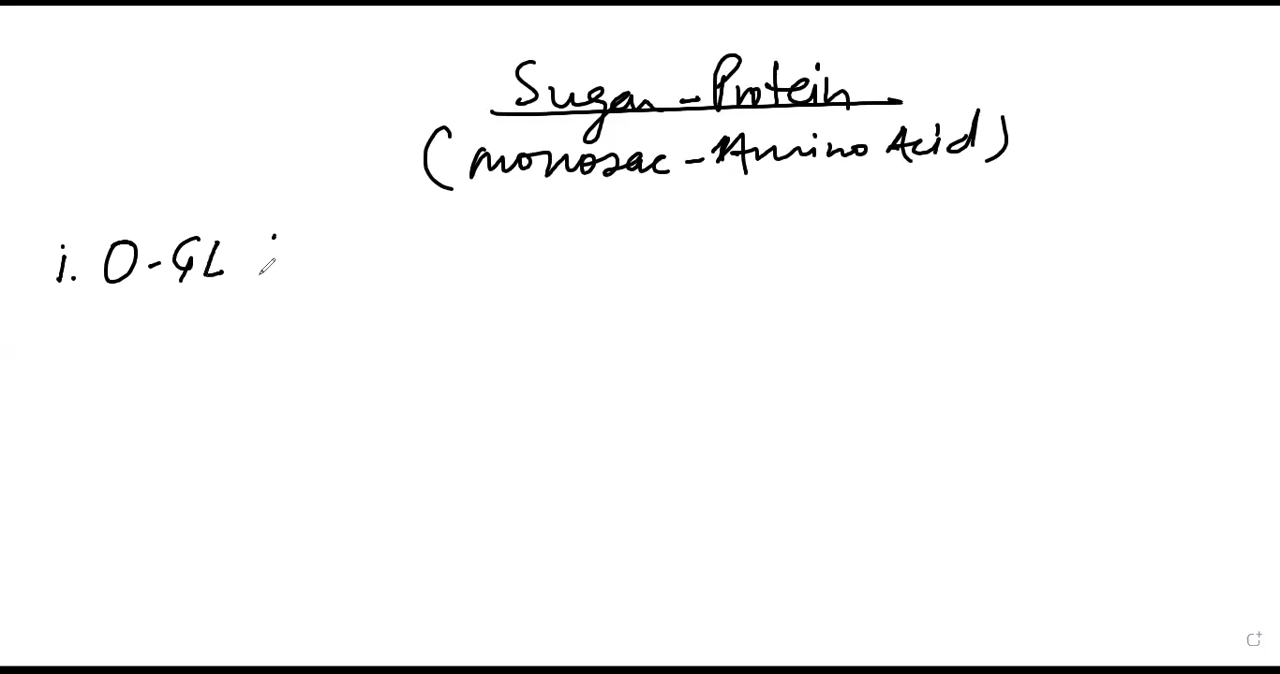 Sugar - Protein
(monosac - Amino Acid)
i. O-GL :